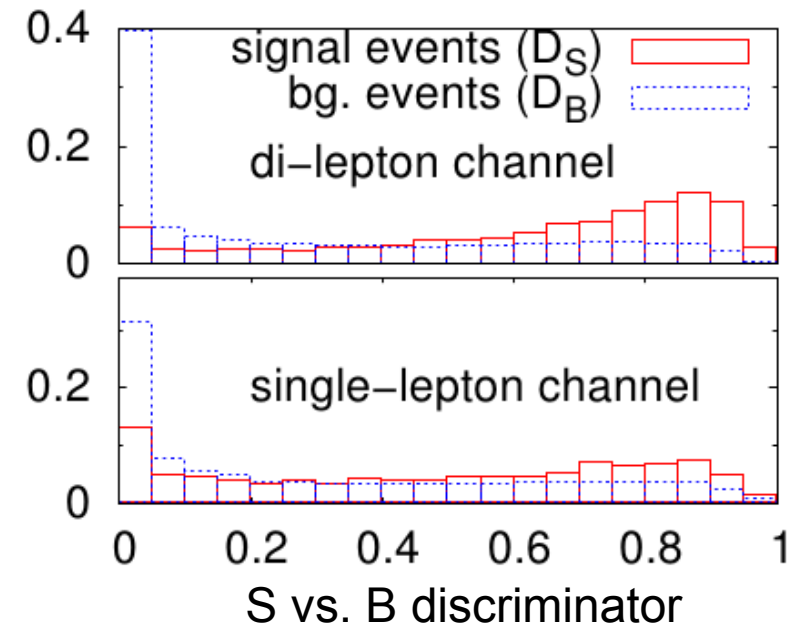 0.4
signal events (D_S)
bg. events (D_B)
0.2
di–lepton channel
0
0.2
single–lepton channel
0
0 0.2 0.4 0.6 0.8 1
S vs. B discriminator